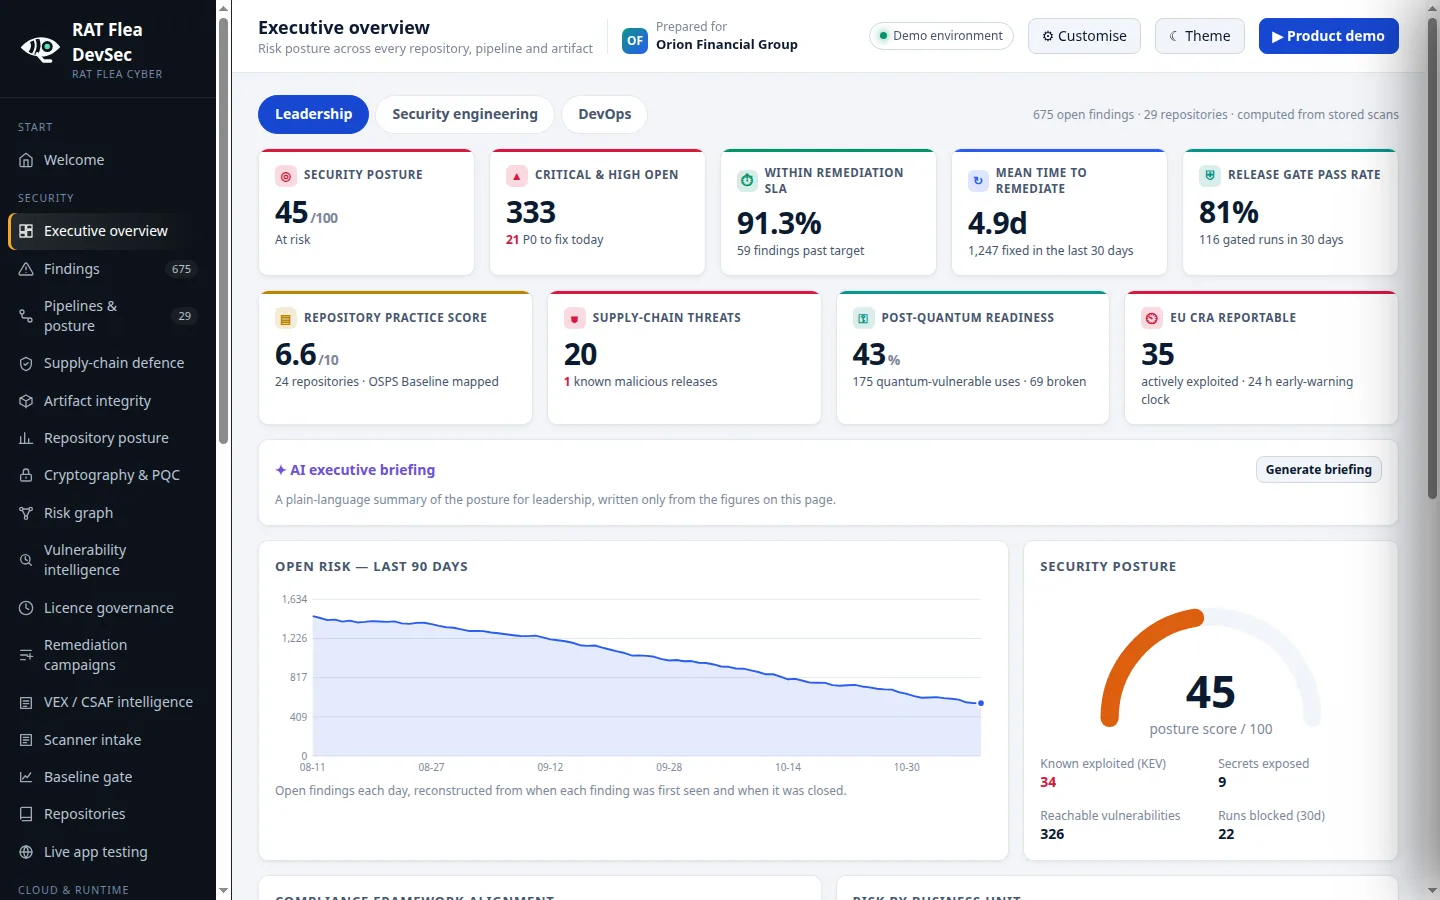 RAT Flea
DevSec
RAT FLEA CYBER
START
Welcome
SECURITY
Executive overview
Findings 675
Pipelines &
posture 29
Supply-chain defence
Artifact integrity
Repository posture
Cryptography & PQC
Risk graph
Vulnerability
intelligence
Licence governance
Remediation
campaigns
VEX / CSAF intelligence
Scanner intake
Baseline gate
Repositories
Live app testing
CLOUD & RUNTIME
Executive overview
Risk posture across every repository, pipeline and artifact
OF
Prepared for
Orion Financial Group
Demo environment
Customise
Theme
Product demo
Leadership
Security engineering
DevOps
675 open findings · 29 repositories · computed from stored scans
SECURITY POSTURE
45/100
At risk
CRITICAL & HIGH OPEN
333
21 P0 to fix today
WITHIN REMEDIATION
SLA
91.3%
59 findings past target
MEAN TIME TO
REMEDIATE
4.9d
1,247 fixed in the last 30 days
RELEASE GATE PASS RATE
81%
116 gated runs in 30 days
REPOSITORY PRACTICE SCORE
6.6/10
24 repositories · OSPS Baseline mapped
SUPPLY-CHAIN THREATS
20
1 known malicious releases
POST-QUANTUM READINESS
43%
175 quantum-vulnerable uses · 69 broken
EU CRA REPORTABLE
35
actively exploited · 24 h early-warning
clock
AI executive briefing
Generate briefing
A plain-language summary of the posture for leadership, written only from the figures on this page.
OPEN RISK — LAST 90 DAYS
1,634
1,226
817
409
0
08-11 08-27 09-12 09-28 10-14 10-30
Open findings each day, reconstructed from when each finding was first seen and when it was closed.
SECURITY POSTURE
45
posture score / 100
Known exploited (KEV)
34
Secrets exposed
9
Reachable vulnerabilities
326
Runs blocked (30d)
22
COMPLIANCE FRAMEWORK ALIGNMENT
RISK BY BUSINESS UNIT